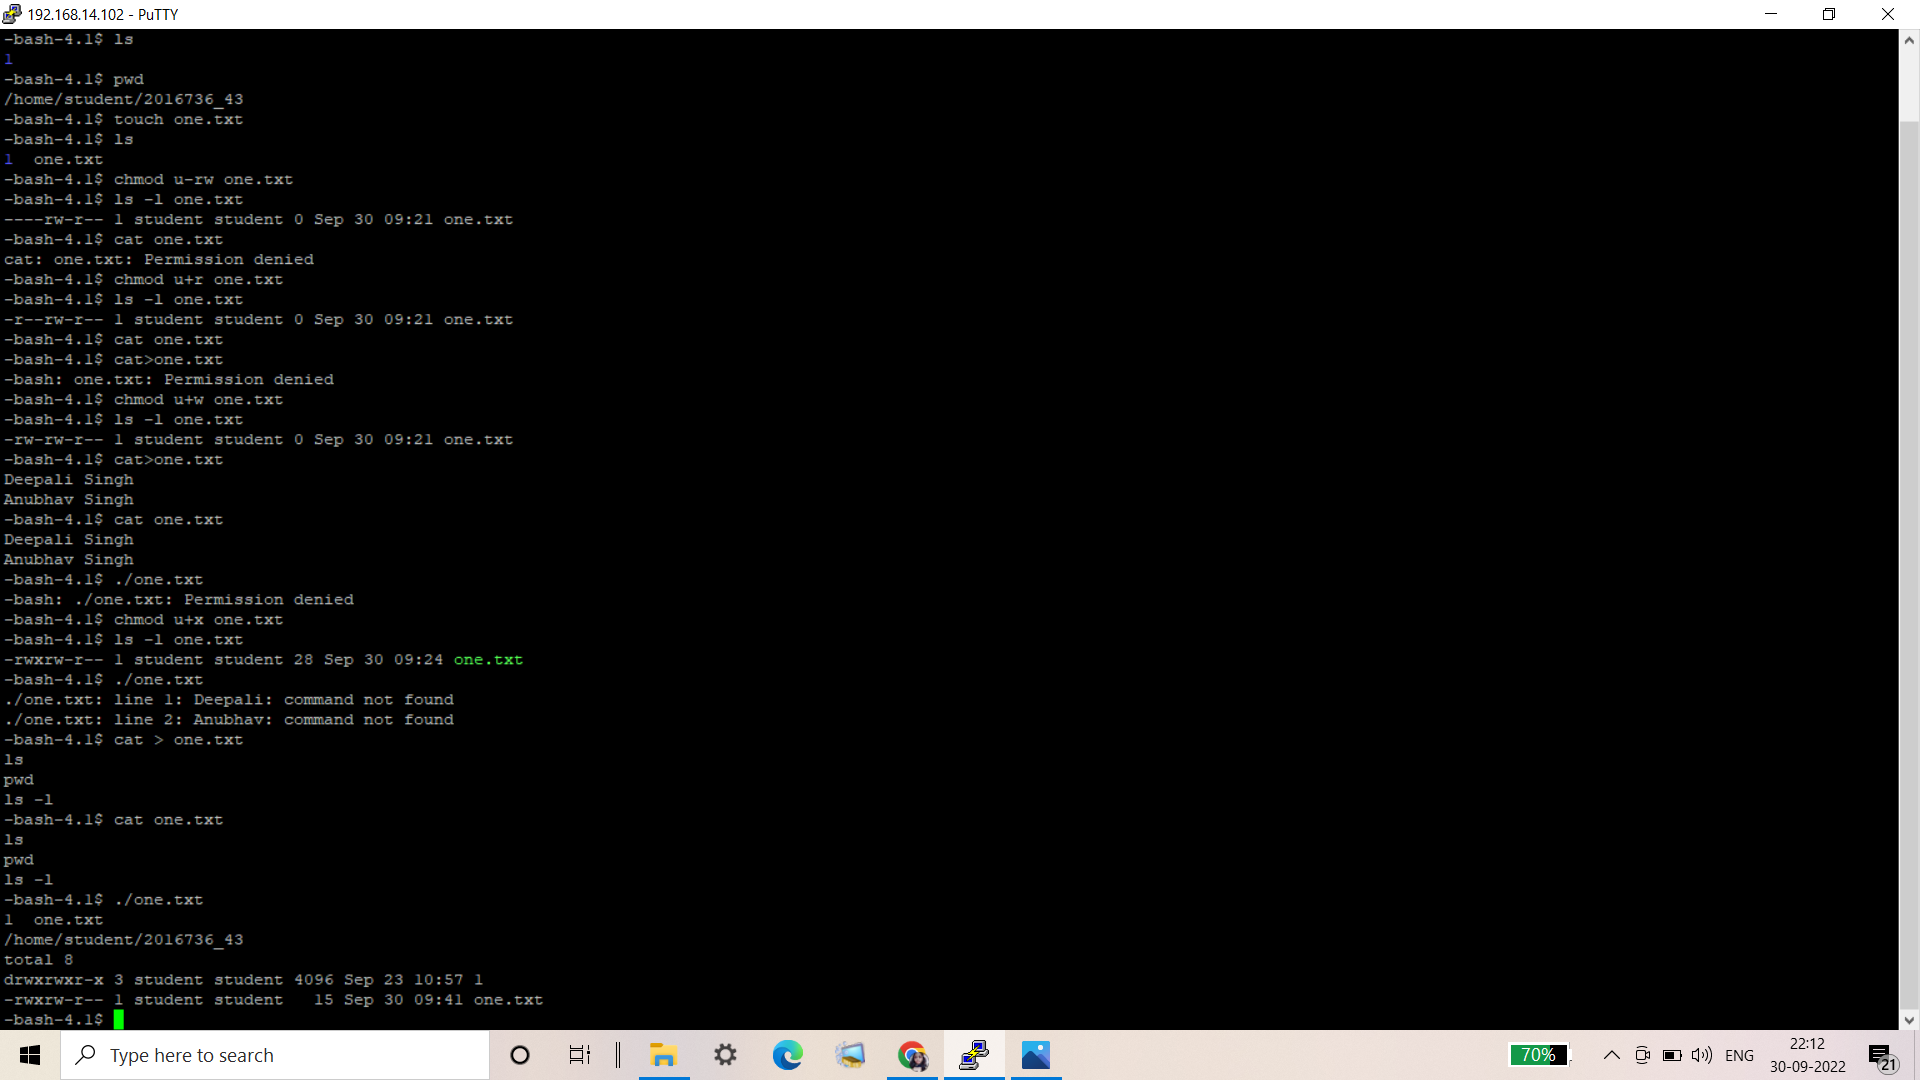 192.168.14.102 - PuTTY
-bash-4.1$ ls
1
-bash-4.1$ pwd
/home/student/2016736_43
-bash-4.1$ touch one.txt
-bash-4.1$ ls
1  one.txt
-bash-4.1$ chmod u-rw one.txt
-bash-4.1$ ls -l one.txt
----rw-r-- 1 student student 0 Sep 30 09:21 one.txt
-bash-4.1$ cat one.txt
cat: one.txt: Permission denied
-bash-4.1$ chmod u+r one.txt
-bash-4.1$ ls -l one.txt
-r--rw-r-- 1 student student 0 Sep 30 09:21 one.txt
-bash-4.1$ cat one.txt
-bash-4.1$ cat>one.txt
-bash: one.txt: Permission denied
-bash-4.1$ chmod u+w one.txt
-bash-4.1$ ls -l one.txt
-rw-rw-r-- 1 student student 0 Sep 30 09:21 one.txt
-bash-4.1$ cat>one.txt
Deepali Singh
Anubhav Singh
-bash-4.1$ cat one.txt
Deepali Singh
Anubhav Singh
-bash-4.1$ ./one.txt
-bash: ./one.txt: Permission denied
-bash-4.1$ chmod u+x one.txt
-bash-4.1$ ls -l one.txt
-rwxrw-r-- 1 student student 28 Sep 30 09:24 one.txt
-bash-4.1$ ./one.txt
./one.txt: line 1: Deepali: command not found
./one.txt: line 2: Anubhav: command not found
-bash-4.1$ cat > one.txt
ls
pwd
ls -l
-bash-4.1$ cat one.txt
ls
pwd
ls -l
-bash-4.1$ ./one.txt
1  one.txt
/home/student/2016736_43
total 8
drwxrwxr-x 3 student student 4096 Sep 23 10:57 1
-rwxrw-r-- 1 student student   15 Sep 30 09:41 one.txt
-bash-4.1$
Type here to search
70%
ENG
22:12
30-09-2022
21